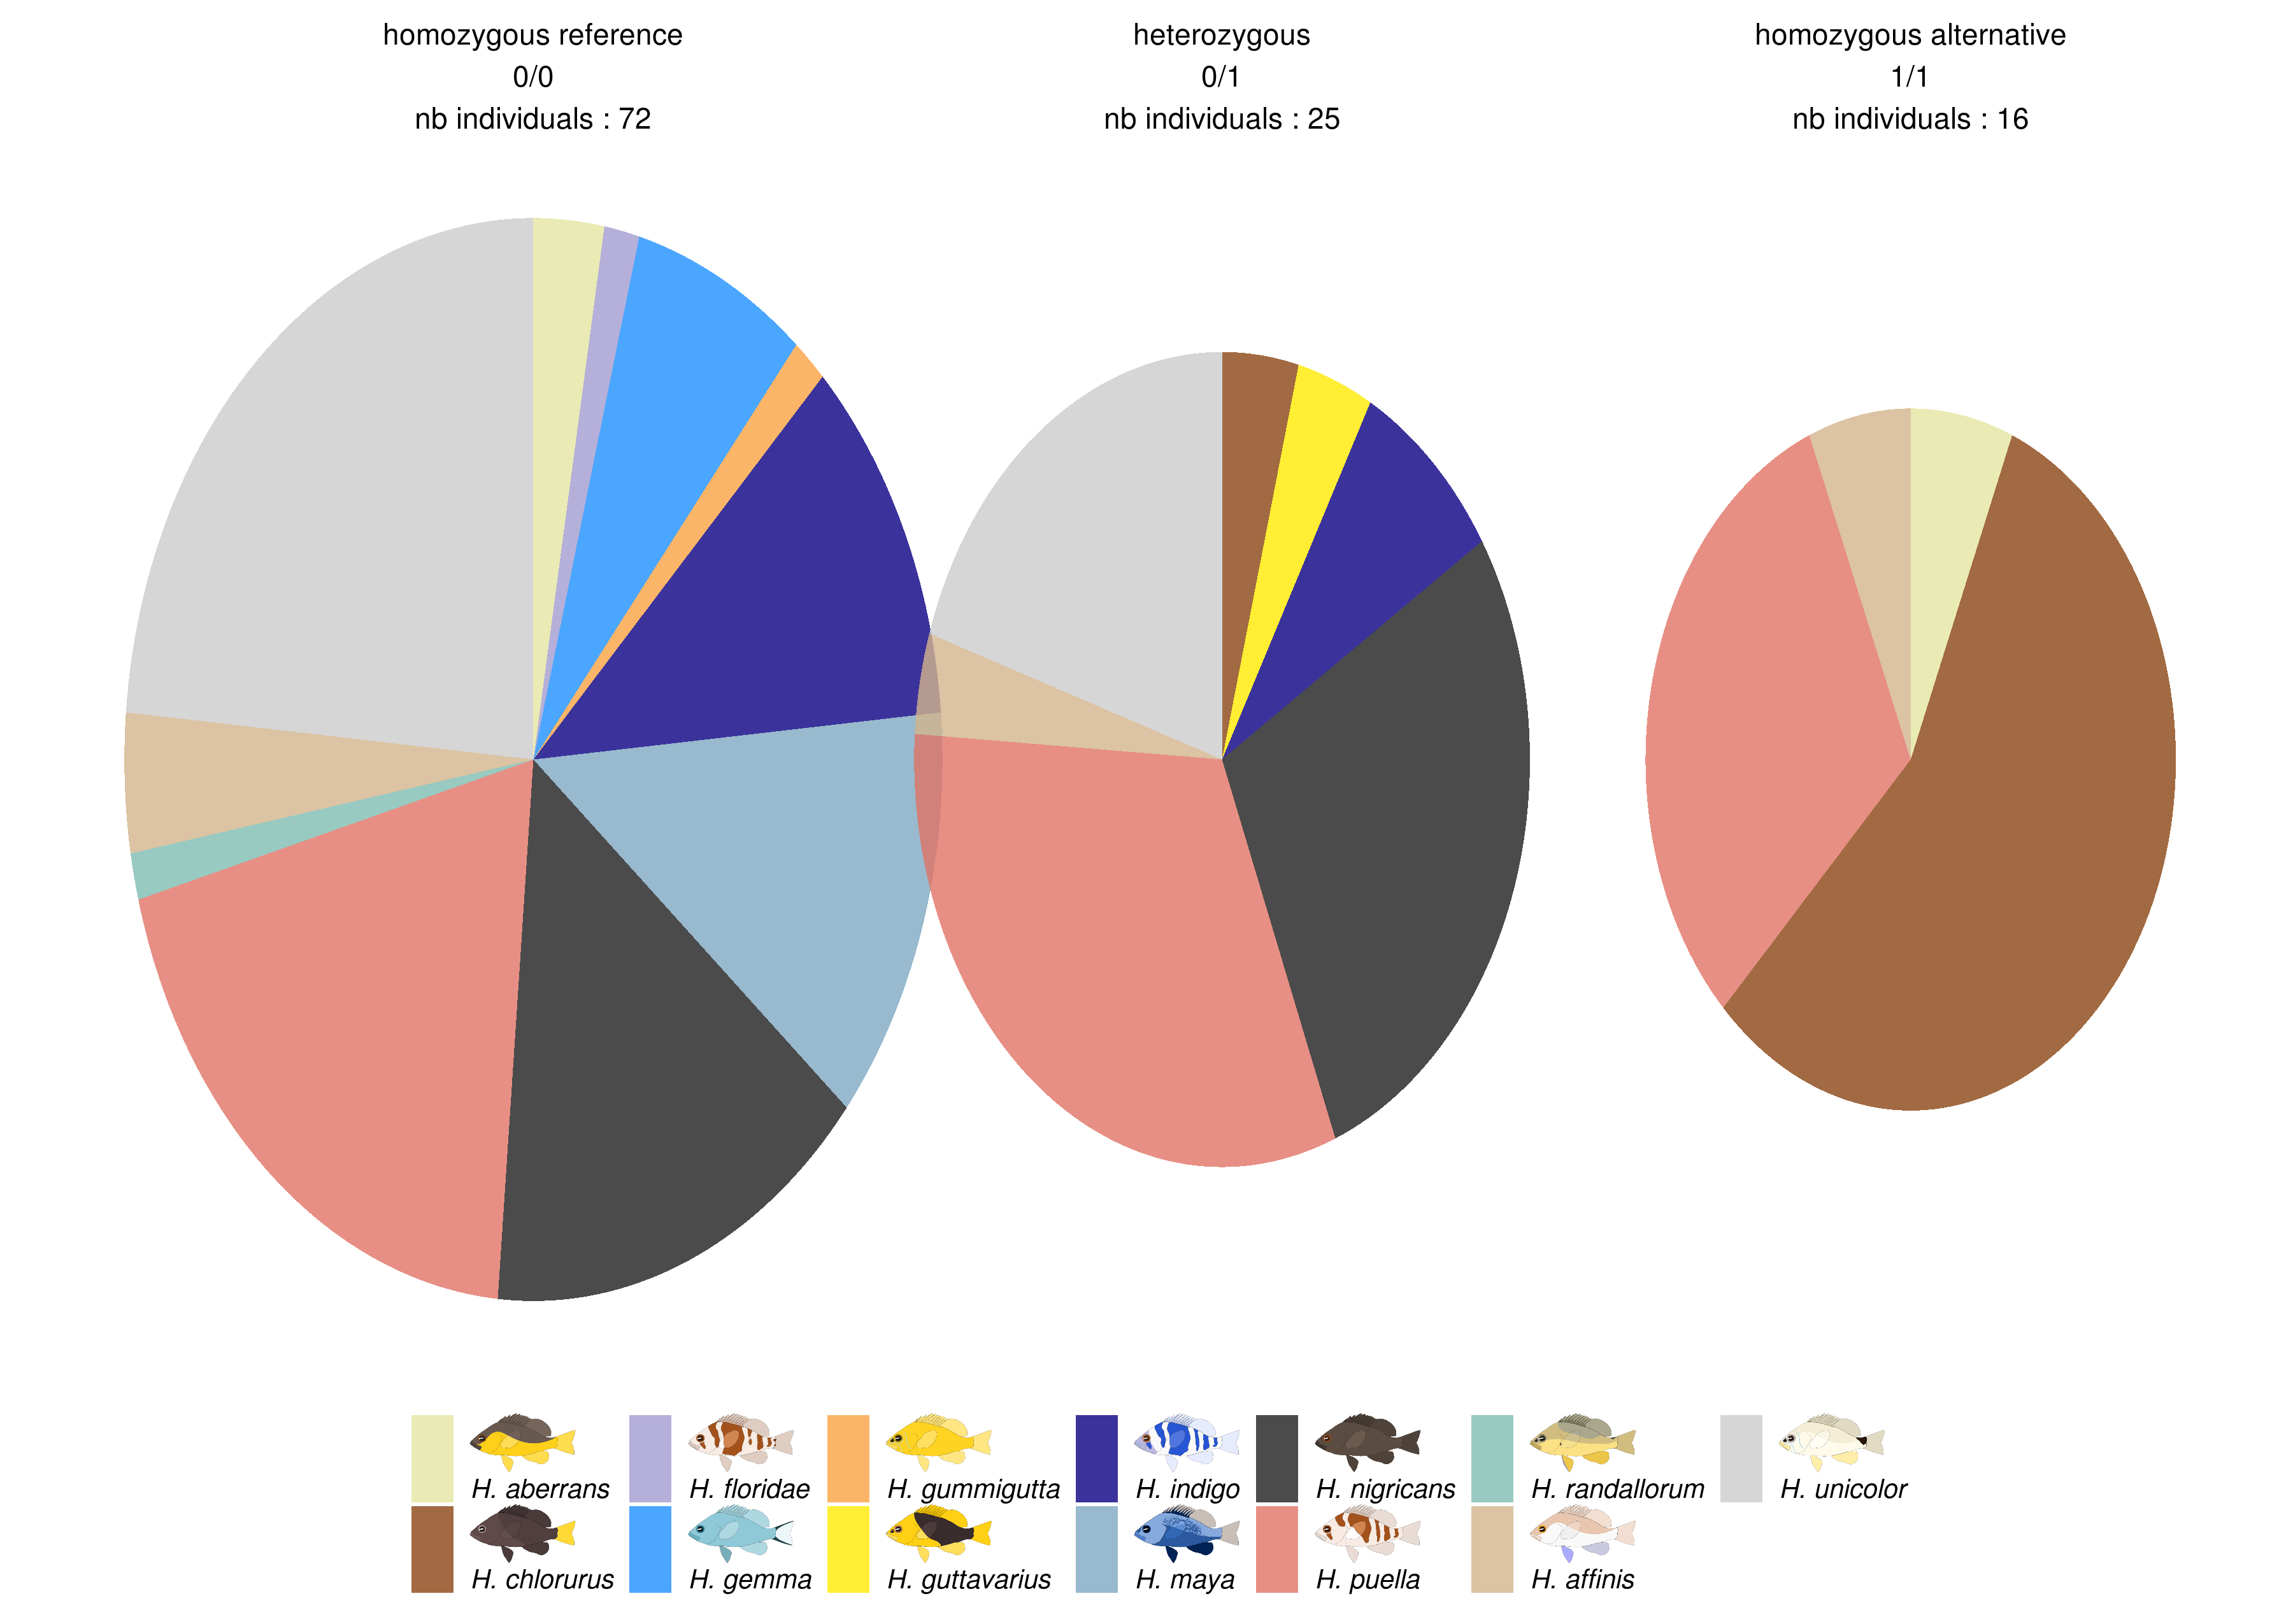 homozygous reference
0/0
nb individuals : 72
heterozygous
0/1
nb individuals : 25
homozygous alternative
1/1
nb individuals : 16
H. aberrans
H. floridae
H. gummigutta
H. indigo
H. nigricans
H. randallorum
H. unicolor
H. chlorurus
H. gemma
H. guttavarius
H. maya
H. puella
H. affinis